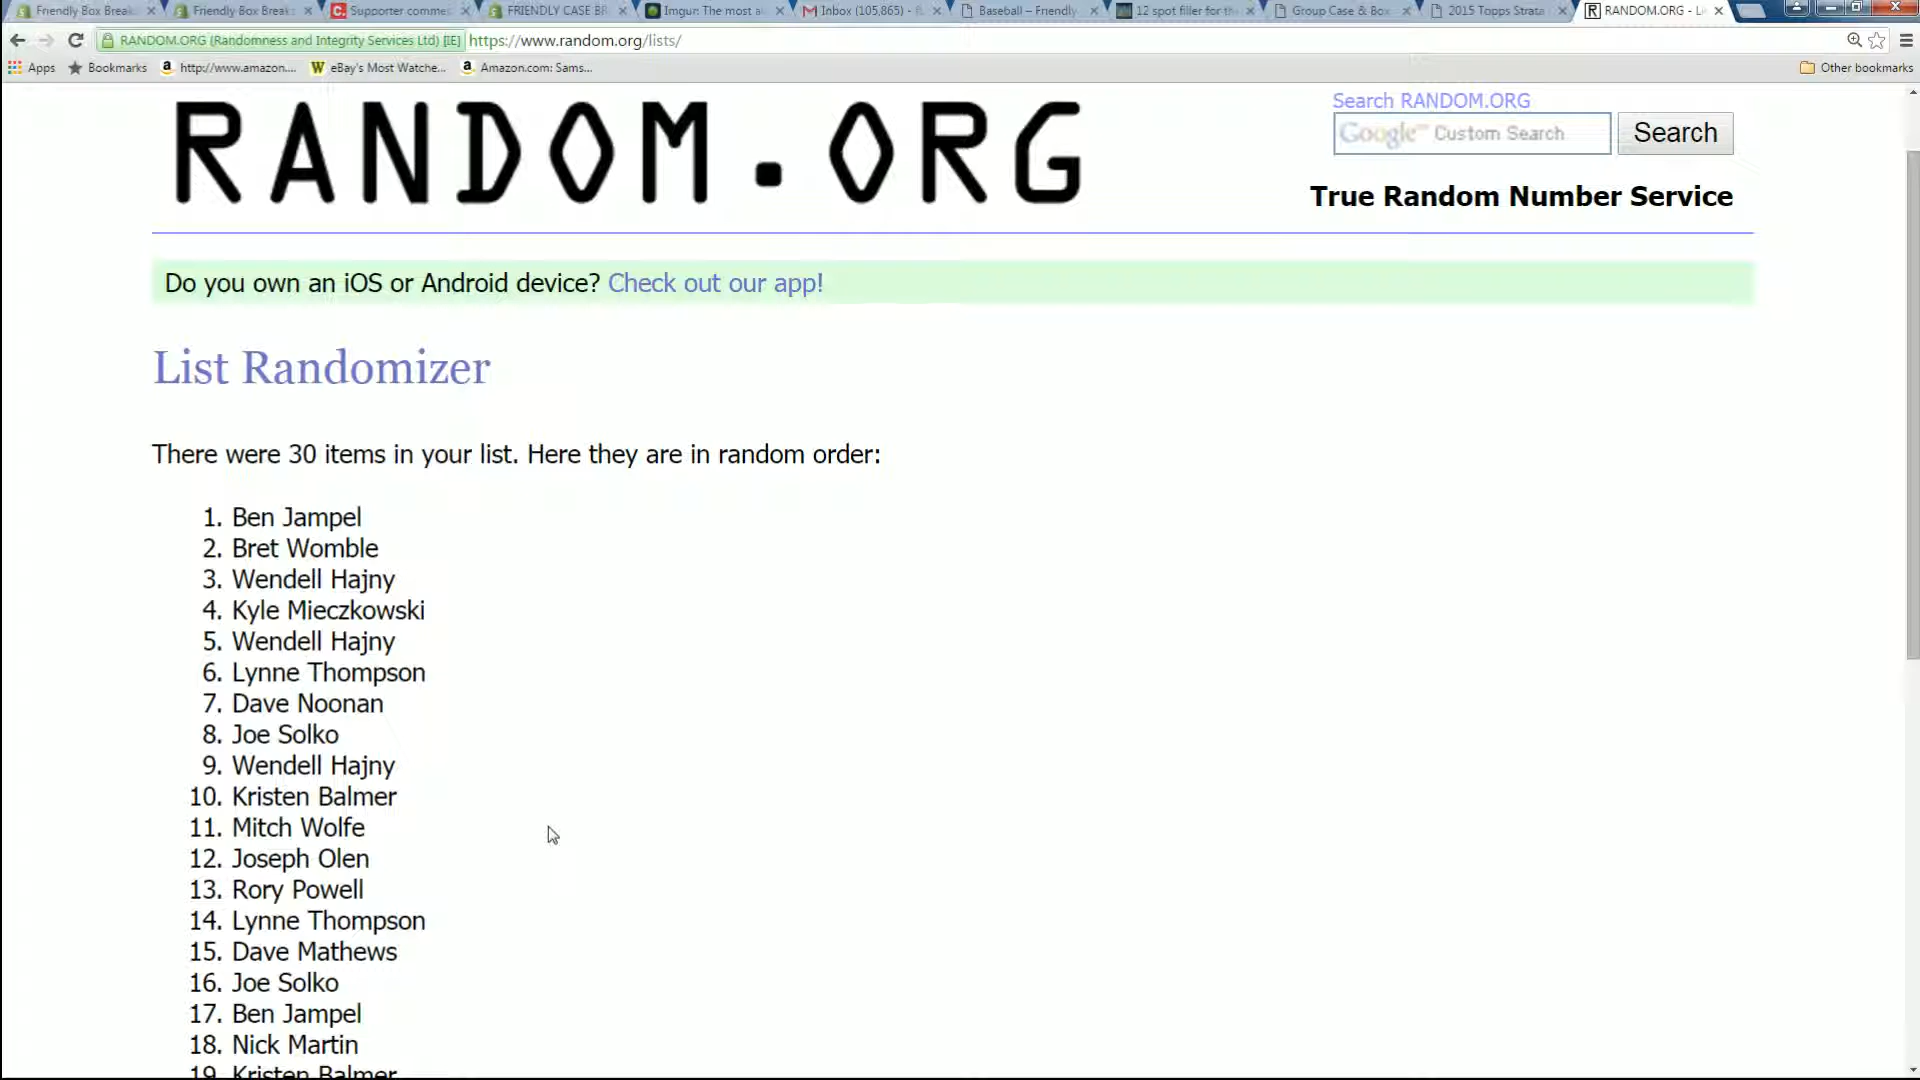 Friendly Box Break
Friendly Box Break
Supporter comme
FRIENDLY CASE BR
Imgur: The most a
Inbox (105,865) -
Baseball – Friendly
12 spot filler for th
Group Case & Box
2015 Topps Strata
RANDOM.ORG - Li
RANDOM.ORG (Randomness and Integrity Services Ltd) [IE] https://www.random.org/lists/
Apps Bookmarks http://www.amazon.... eBay's Most Watche... Amazon.com: Sams... Other bookmarks
RANDOM.ORG
Search RANDOM.ORG
Google™ Custom Search Search
True Random Number Service
Do you own an iOS or Android device? Check out our app!
List Randomizer
There were 30 items in your list. Here they are in random order:
1. Ben Jampel
2. Bret Womble
3. Wendell Hajny
4. Kyle Mieczkowski
5. Wendell Hajny
6. Lynne Thompson
7. Dave Noonan
8. Joe Solko
9. Wendell Hajny
10. Kristen Balmer
11. Mitch Wolfe
12. Joseph Olen
13. Rory Powell
14. Lynne Thompson
15. Dave Mathews
16. Joe Solko
17. Ben Jampel
18. Nick Martin
19. Kristen Balmer